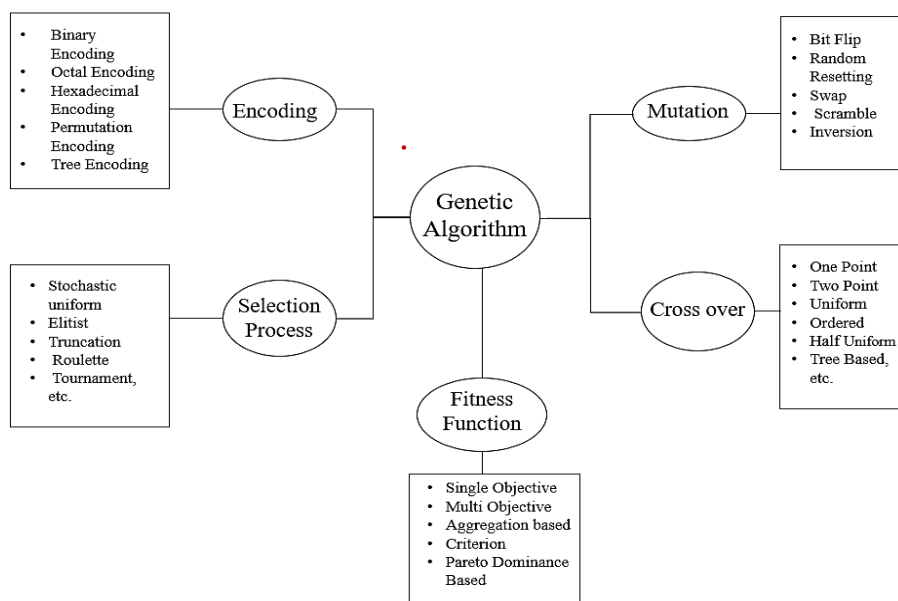 • Binary
Encoding
• Octal Encoding
• Hexadecimal
Encoding
• Permutation
Encoding
• Tree Encoding
Encoding
Genetic
Algorithm
Mutation
• Bit Flip
• Random
Resetting
• Swap
• Scramble
• Inversion
• Stochastic
uniform
• Elitist
• Truncation
• Roulette
• Tournament,
etc.
Selection
Process
Fitness
Function
• Single Objective
• Multi Objective
• Aggregation based
• Criterion
• Pareto Dominance
Based
Cross over
• One Point
• Two Point
• Uniform
• Ordered
• Half Uniform
• Tree Based,
etc.